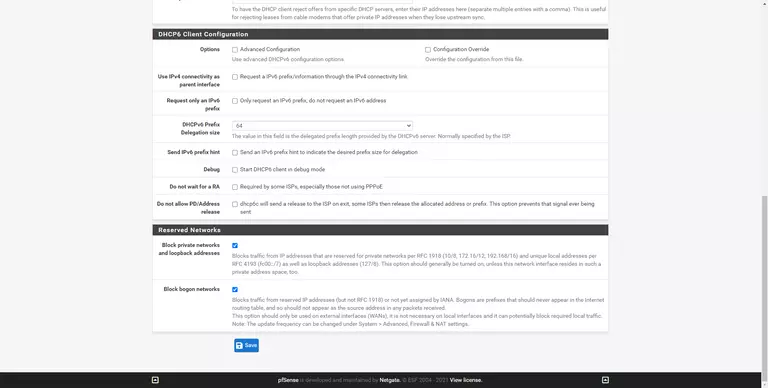 To have the DHCP client reject offers from specific DHCP servers, enter their IP addresses here (separate multiple entries with a comma). This is useful
for rejecting leases from cable modems that offer private IP addresses when they lose upstream sync.
DHCP6 Client Configuration
Options
Advanced Configuration
Configuration Override
Use advanced DHCPv6 configuration options.
Override the configuration from this file.
Use IPv4 connectivity as
parent interface
Request a IPv6 prefix/information through the IPv4 connectivity link
Request only an IPv6
prefix
Only request an IPv6 prefix, do not request an IPv6 address
DHCPv6 Prefix
Delegation size
64
The value in this field is the delegated prefix length provided by the DHCPv6 server. Normally specified by the ISP.
Send IPv6 prefix hint
Send an IPv6 prefix hint to indicate the desired prefix size for delegation
Debug
Start DHCP6 client in debug mode
Do not wait for a RA
Required by some ISPs, especially those not using PPPoE
Do not allow PD/Address
release
dhcp6c will send a release to the ISP on exit, some ISPs then release the allocated address or prefix. This option prevents that signal ever being
sent
Reserved Networks
Block private networks
and loopback addresses
Blocks traffic from IP addresses that are reserved for private networks per RFC 1918 (10/8, 172.16/12, 192.168/16) and unique local addresses per
RFC 4193 (fc00::/7) as well as loopback addresses (127/8). This option should generally be turned on, unless this network interface resides in such a
private address space, too.
Block bogon networks
Blocks traffic from reserved IP addresses (but not RFC 1918) or not yet assigned by IANA. Bogons are prefixes that should never appear in the Internet
routing table, and so should not appear as the source address in any packets received.
This option should only be used on external interfaces (WANs), it is not necessary on local interfaces and it can potentially block required local traffic.
Note: The update frequency can be changed under System > Advanced, Firewall & NAT settings.
Save
pfSense is developed and maintained by Netgate. © ESF 2004 - 2021 View license.